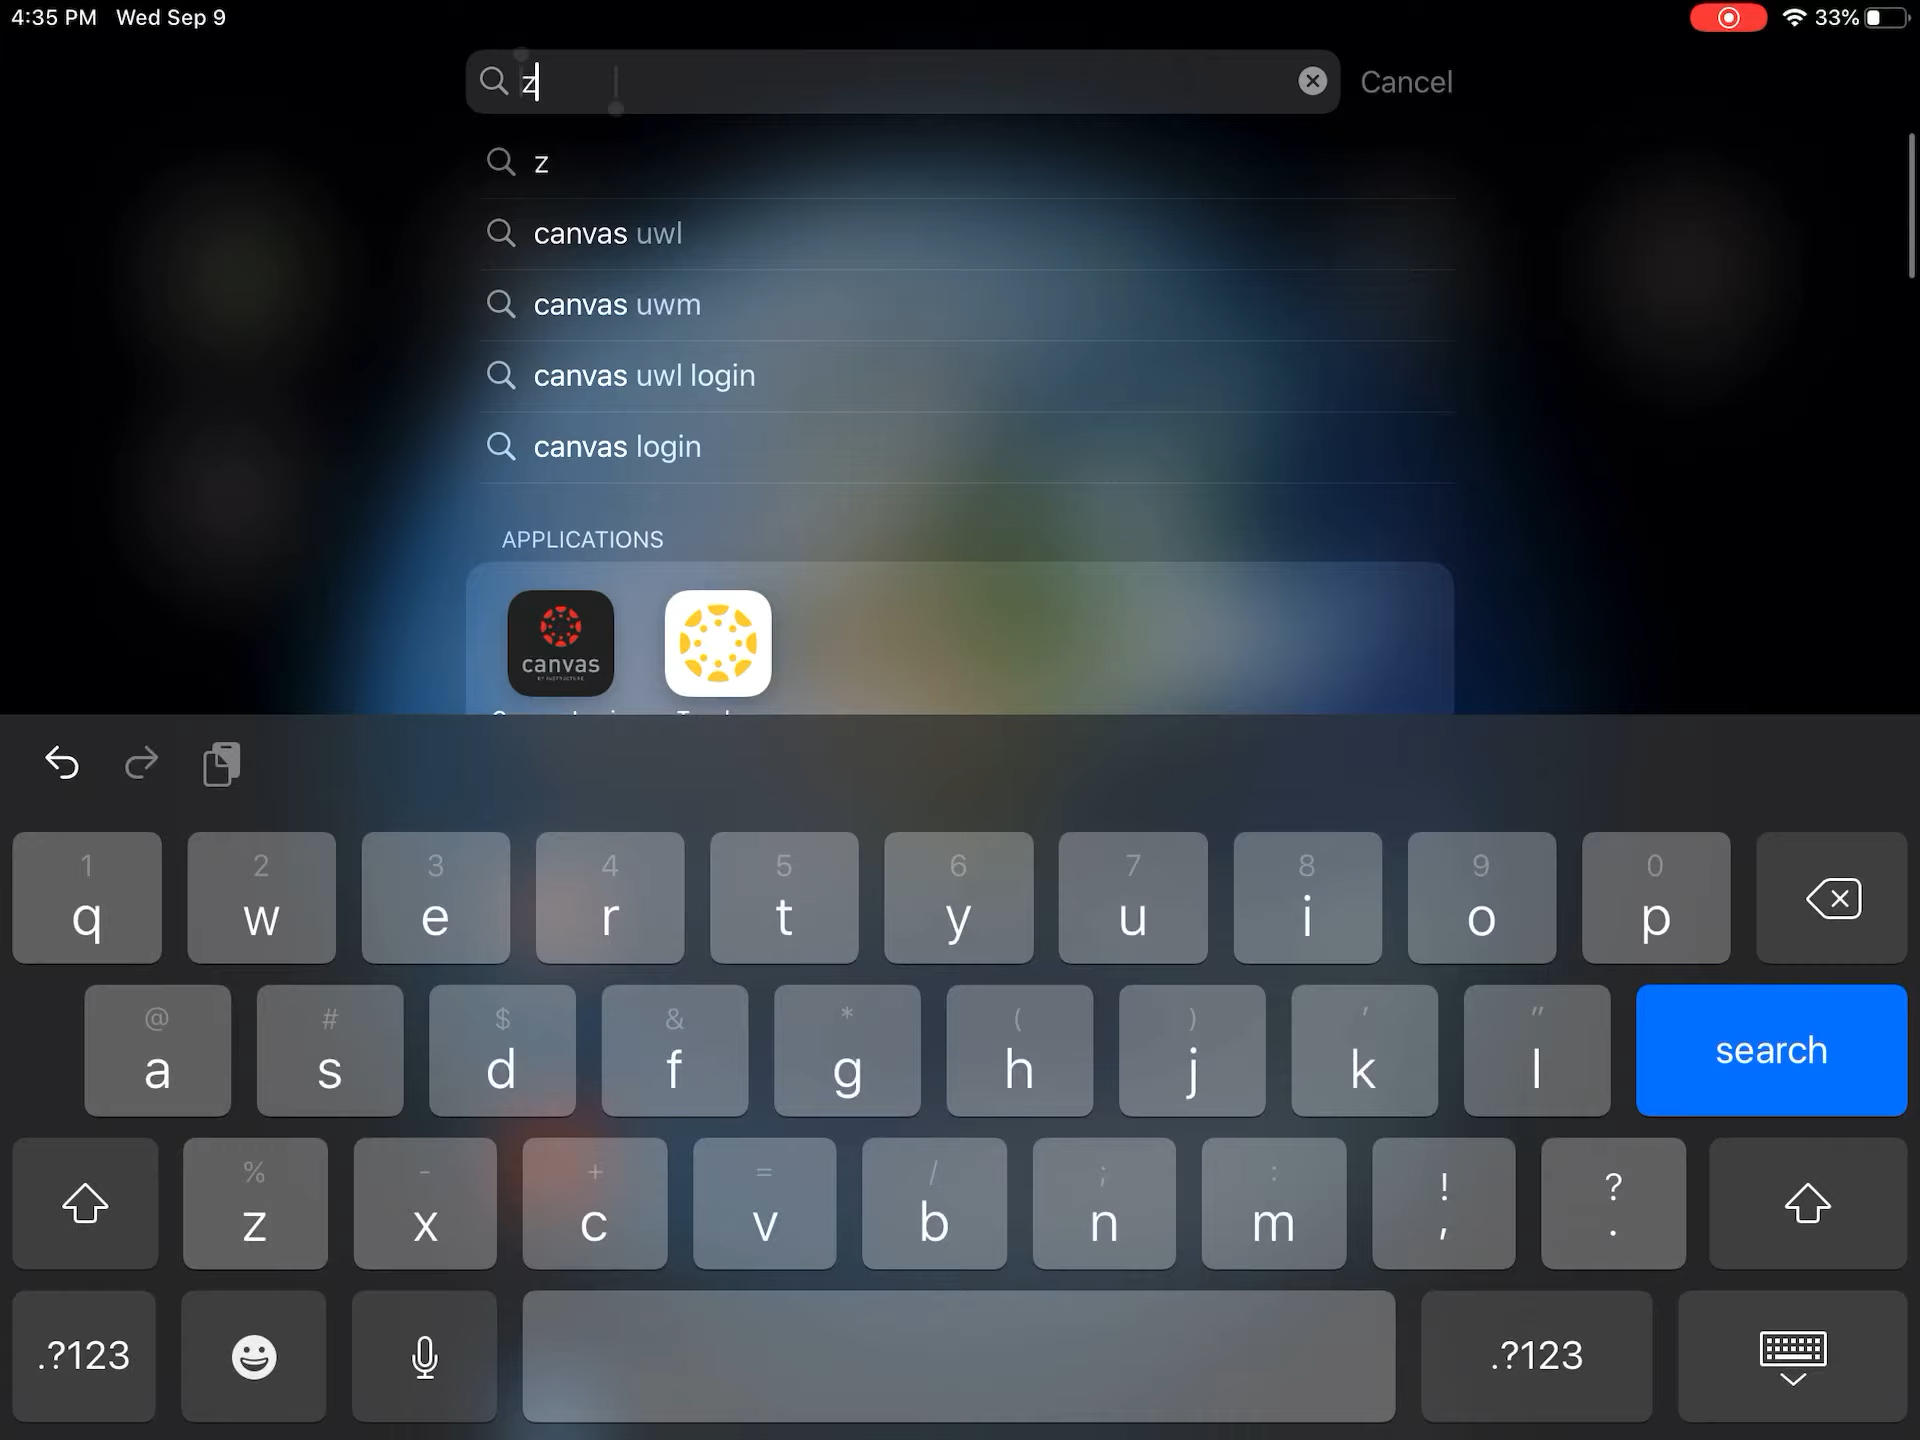 4:35 PM Wed Sep 9 33%
z Cancel
z
canvas uwl
canvas uwm
canvas uwl login
canvas login
APPLICATIONS
canvas
1 2 3 4 5 6 7 8 9 0
q w e r t y u i o p
@ # $ & * ( ) ' "
a s d f g h j k l search
% - + = / ; : ! ?
z x c v b n m , .
.?123 .?123